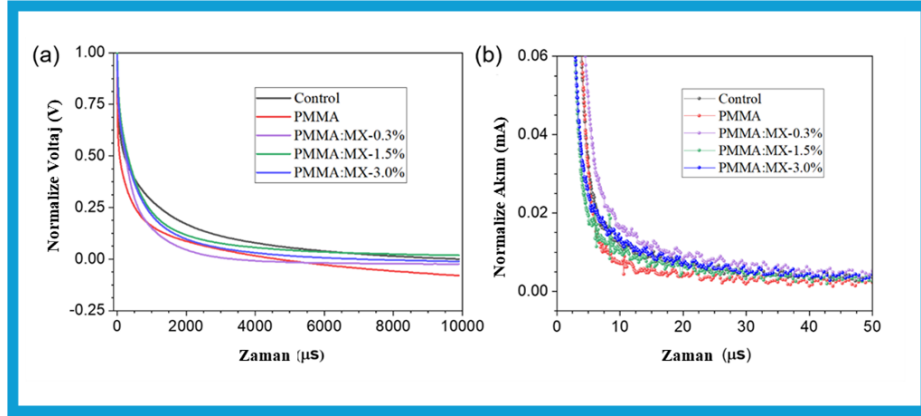 (a)
1.00
0.75
0.50
0.25
0.00
-0.25
Normalize Voltaj (V)
Control
PMMA
PMMA:MX-0.3%
PMMA:MX-1.5%
PMMA:MX-3.0%
0 2000 4000 6000 8000 10000
Zaman (μs)
(b)
0.06
0.04
0.02
0.00
Normalize Akım (mA)
Control
PMMA
PMMA:MX-0.3%
PMMA:MX-1.5%
PMMA:MX-3.0%
0 10 20 30 40 50
Zaman (μs)